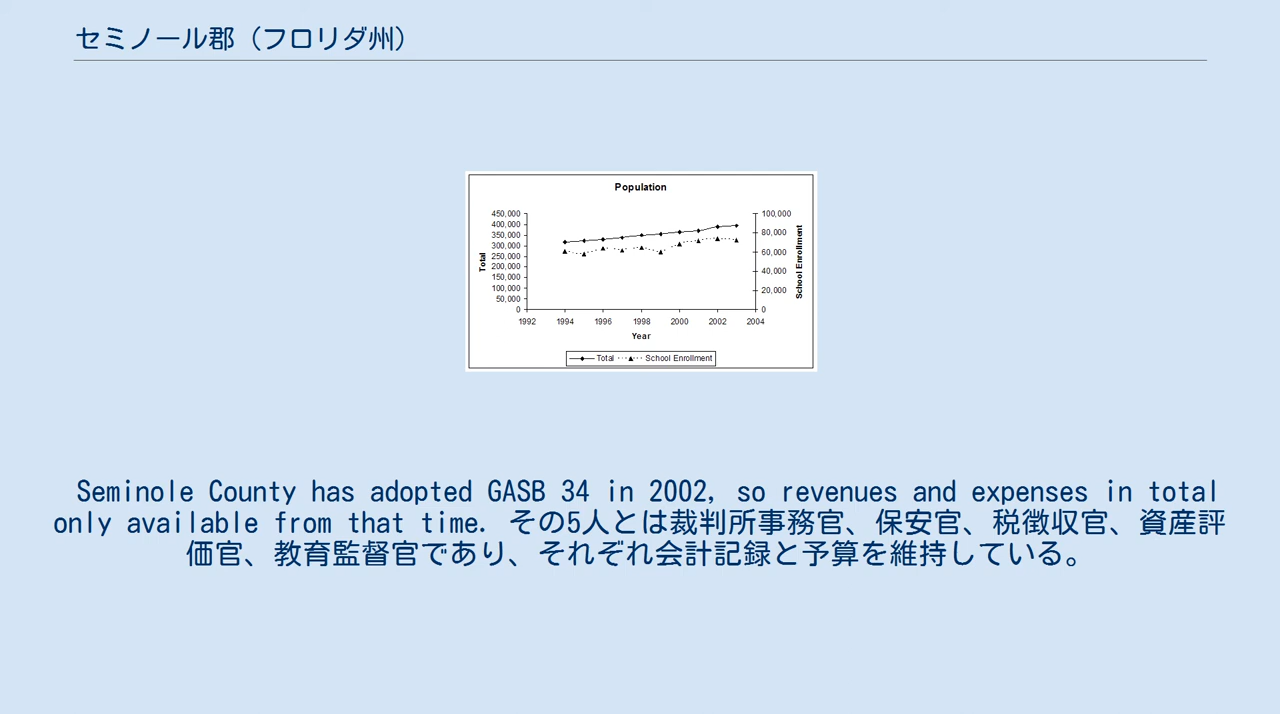 セミノール郡（フロリダ州）
Population
450,000
400,000
350,000
300,000
250,000
200,000
150,000
100,000
50,000
0
Total
100,000
80,000
60,000
40,000
20,000
0
School Enrollment
1992 1994 1996 1998 2000 2002 2004
Year
Total School Enrollment
Seminole County has adopted GASB 34 in 2002, so revenues and expenses in total
only available from that time. その5人とは裁判所事務官、保安官、税徴収官、資産評
価官、教育監督官であり、それぞれ会計記録と予算を維持している。